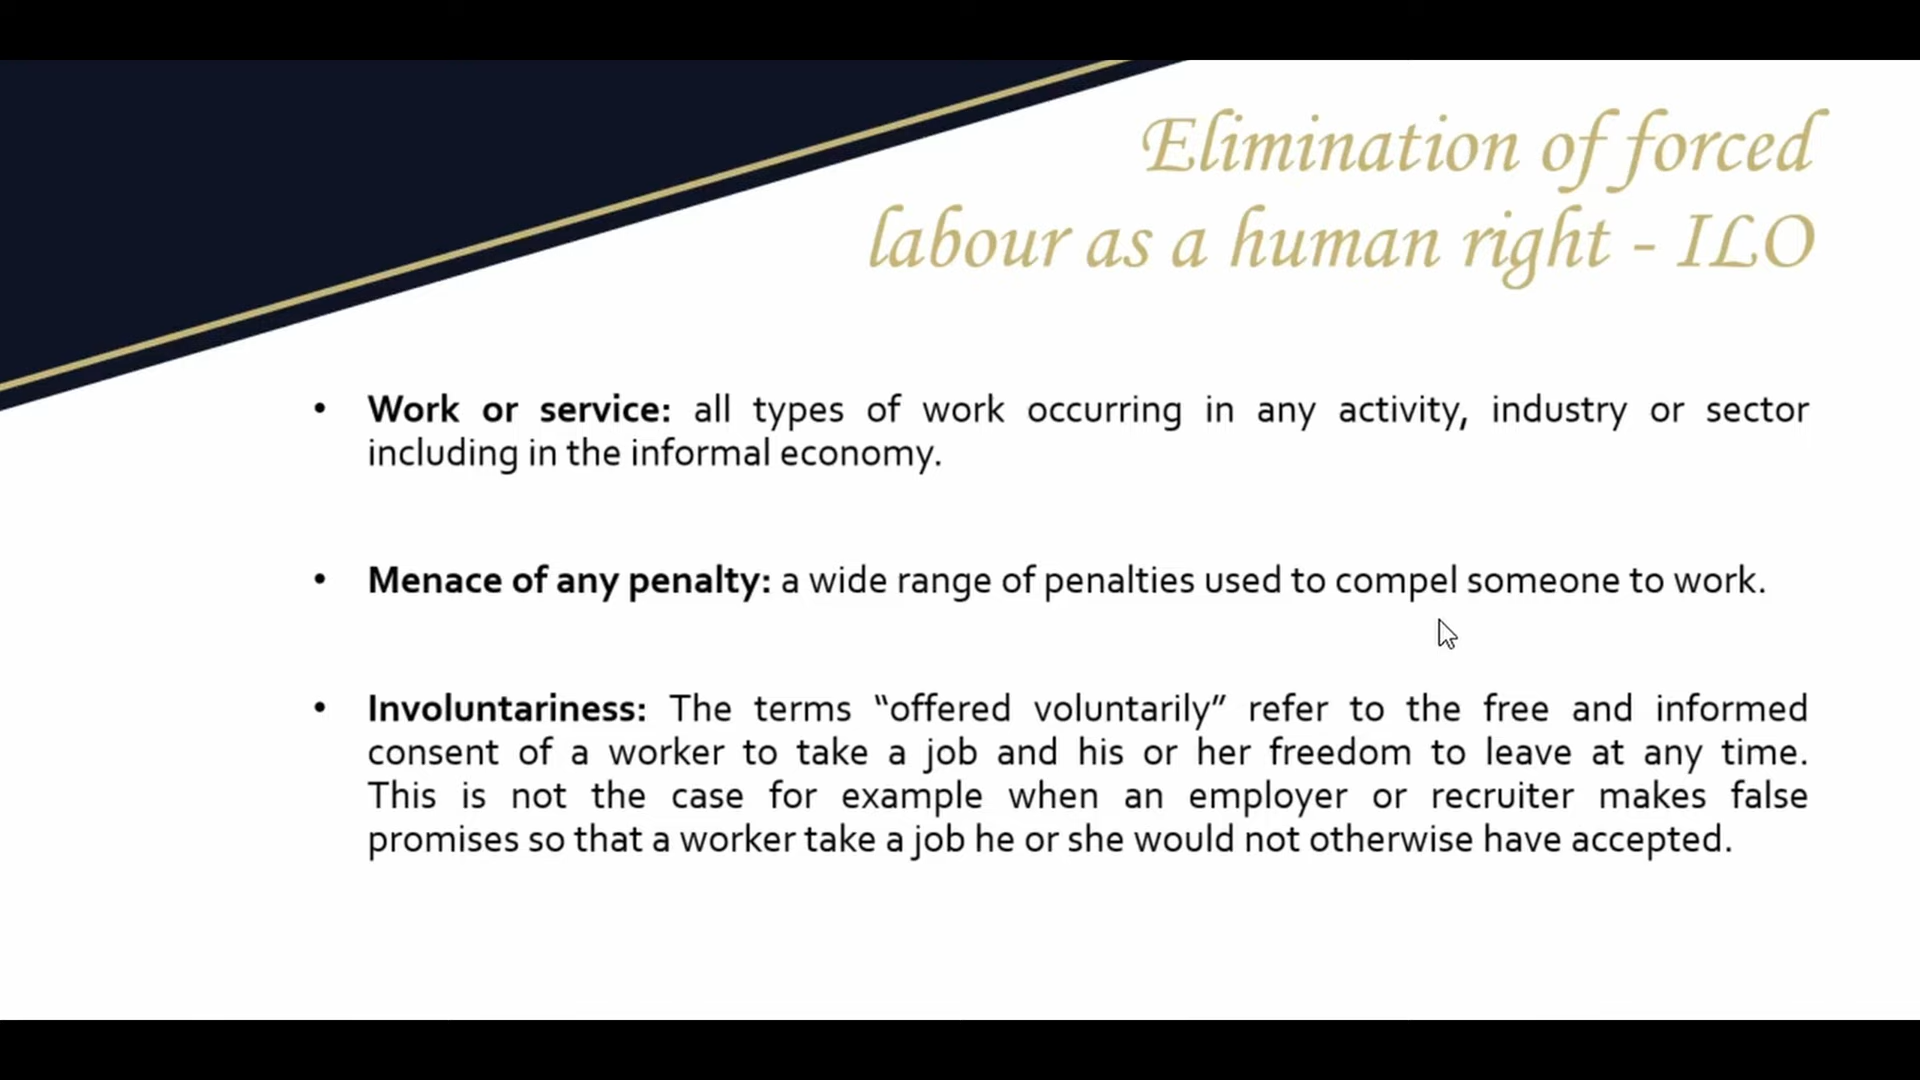 Elimination of forced
labour as a human right - ILO
• Work or service: all types of work occurring in any activity, industry or sector
including in the informal economy.
• Menace of any penalty: a wide range of penalties used to compel someone to work.
• Involuntariness: The terms “offered voluntarily” refer to the free and informed
consent of a worker to take a job and his or her freedom to leave at any time.
This is not the case for example when an employer or recruiter makes false
promises so that a worker take a job he or she would not otherwise have accepted.